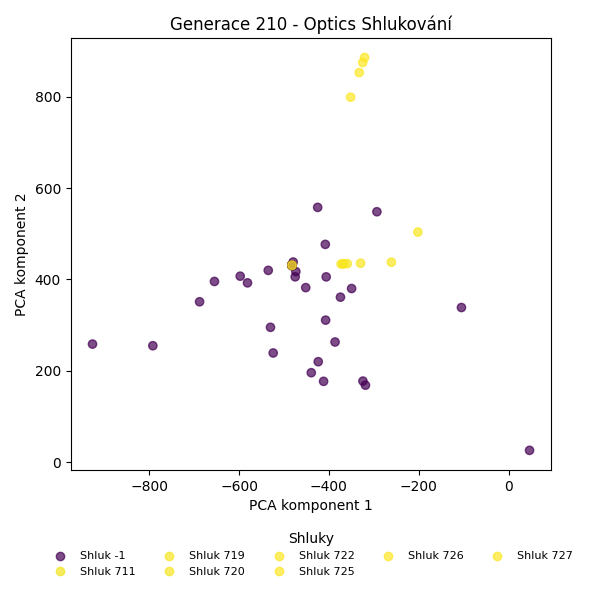 Generace 210 - Optics Shlukování
PCA komponent 2
800
600
400
200
0
−800
−600
−400
−200
0
PCA komponent 1
Shluky
Shluk -1
Shluk 719
Shluk 722
Shluk 726
Shluk 727
Shluk 711
Shluk 720
Shluk 725